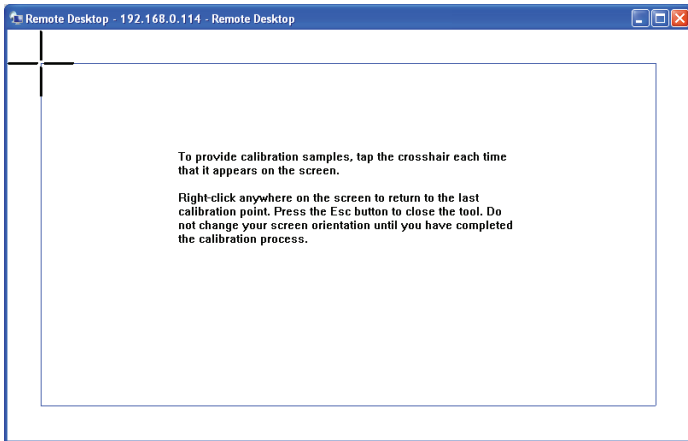 Remote Desktop - 192.168.0.114 - Remote Desktop
To provide calibration samples, tap the crosshair each time
that it appears on the screen.
Right-click anywhere on the screen to return to the last
calibration point. Press the Esc button to close the tool. Do
not change your screen orientation until you have completed
the calibration process.